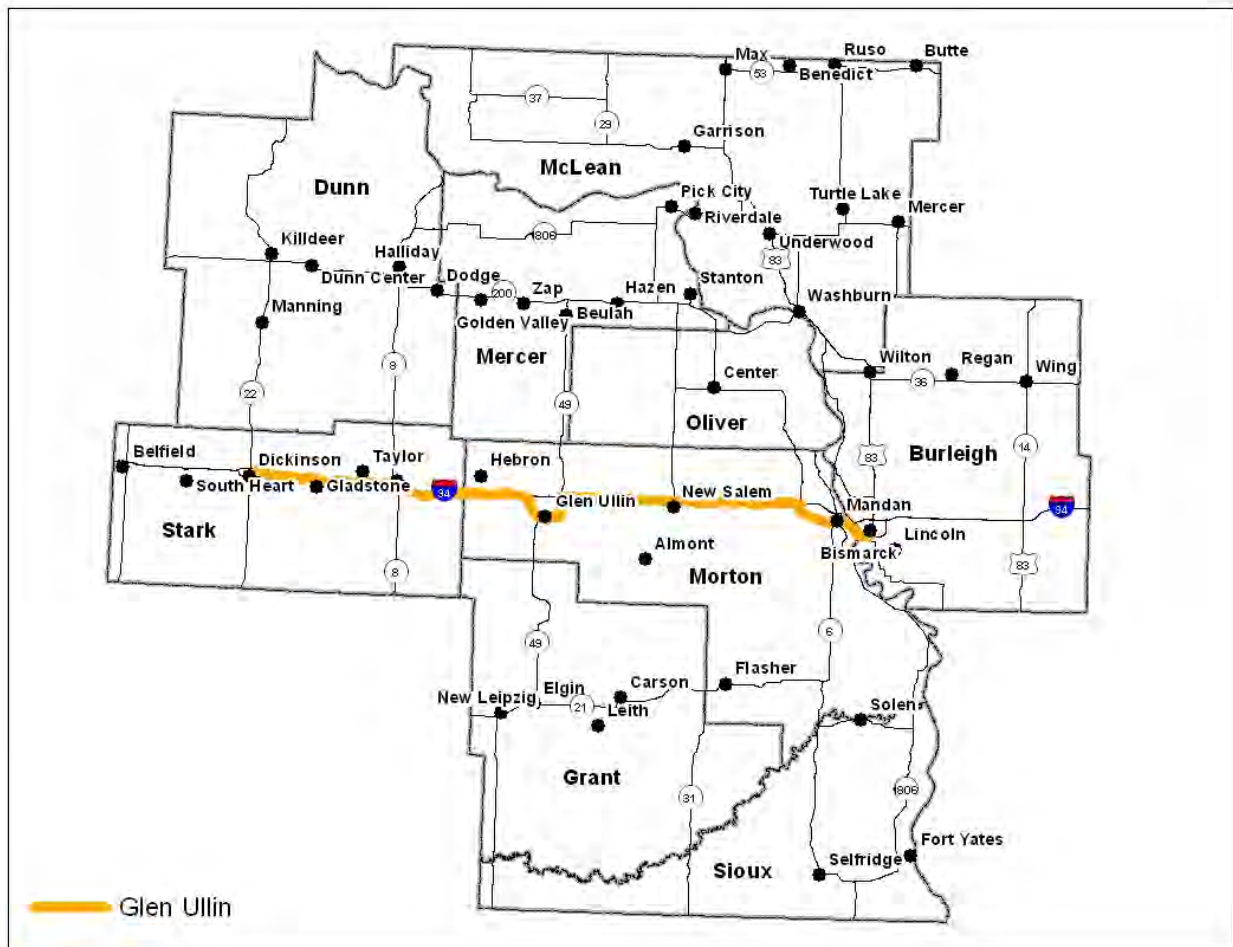 Max
Ruso
Butte
53
Benedict
37
29
Garrison
McLean
Dunn
Pick City
Turtle Lake
Mercer
Riverdale
1806
Underwood
Killdeer
Halliday
83
Dunn Center
Dodge
200
Zap
Hazen
Stanton
Washburn
Manning
Golden Valley
Beulah
Mercer
Wilton
Regan
Wing
36
8
Center
22
49
Oliver
Belfield
Dickinson
Taylor
83
Burleigh
14
Hebron
South Heart
Gladstone
94
Glen Ullin
New Salem
Mandan
94
Stark
Lincoln
Bismarck
Almont
Morton
83
8
49
6
Flasher
Elgin
Carson
New Leipzig
21
Leith
Solen
Grant
31
1806
Fort Yates
Selfridge
Sioux
Glen Ullin